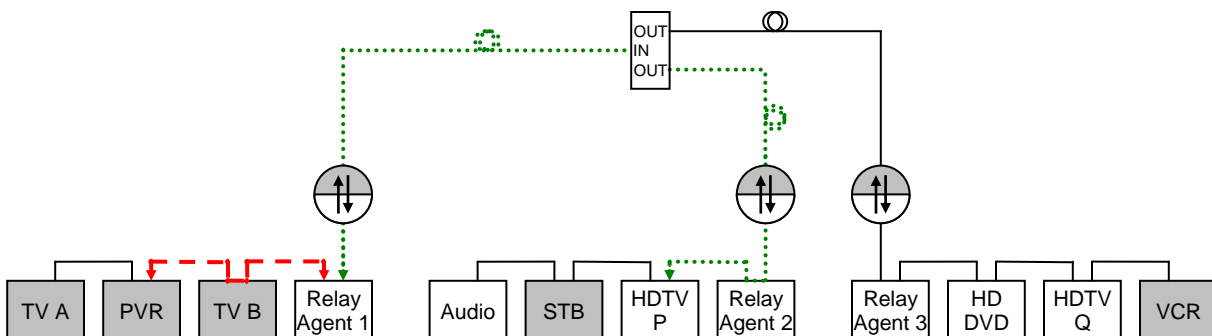 OUT
IN
OUT
TV A
PVR
TV B
Relay
Agent 1
Audio
STB
HDTV
P
Relay
Agent 2
Relay
Agent 3
HD
DVD
HDTV
Q
VCR